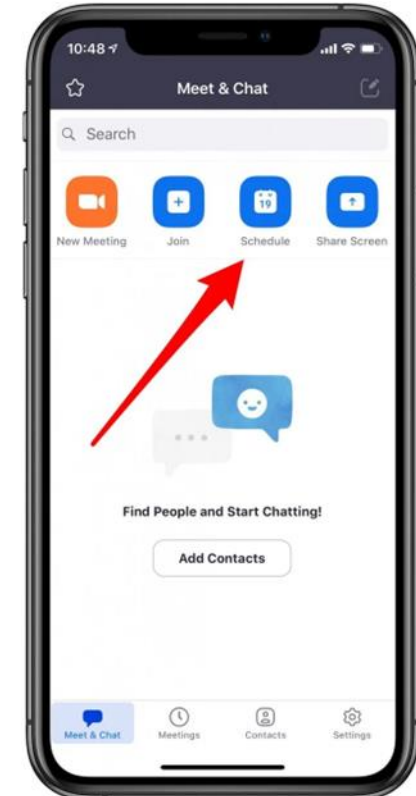 10:48
Meet & Chat
Search
19
New Meeting
Join
Schedule
Share Screen
Find People and Start Chatting!
Add Contacts
Meet & Chat
Meetings
Contacts
Settings